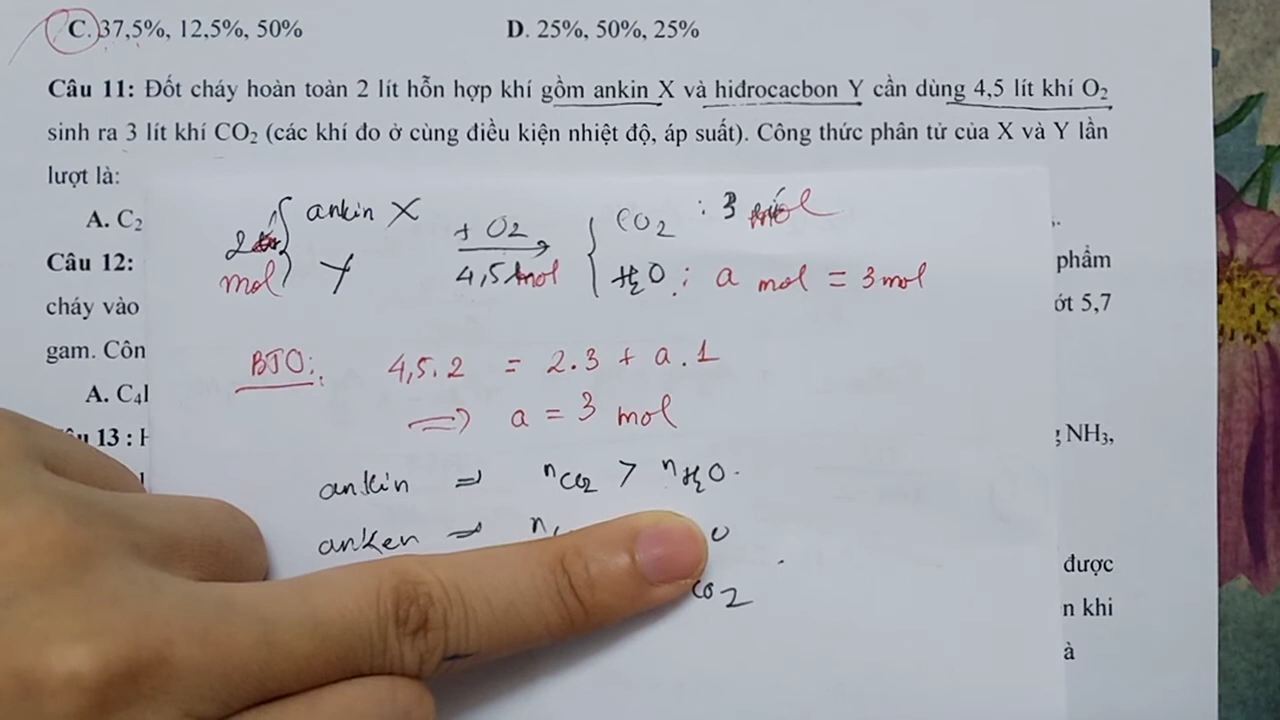 C. 37,5%, 12,5%, 50% D. 25%, 50%, 25%
Câu 11: Đốt cháy hoàn toàn 2 lít hỗn hợp khí gồm ankin X và hiđrocacbon Y cần dùng 4,5 lít khí O2
sinh ra 3 lít khí CO2 (các khí đo ở cùng điều kiện nhiệt độ, áp suất). Công thức phân tử của X và Y lần
lượt là:
A. C2
ankin X + O2 CO2 : 3 mol
2 mol Y 4,5 mol H2O : a mol = 3 mol
Câu 12: phẩm
cháy vào ớt 5,7
gam. Côn
BTO: 4,5.2 = 2.3 + a.1
A. C4
⇒ a = 3 mol
13 : NH3,
ankin ⇒ nCO2 > nH2O.
anken ⇒ n O
được
CO2
n khi
à